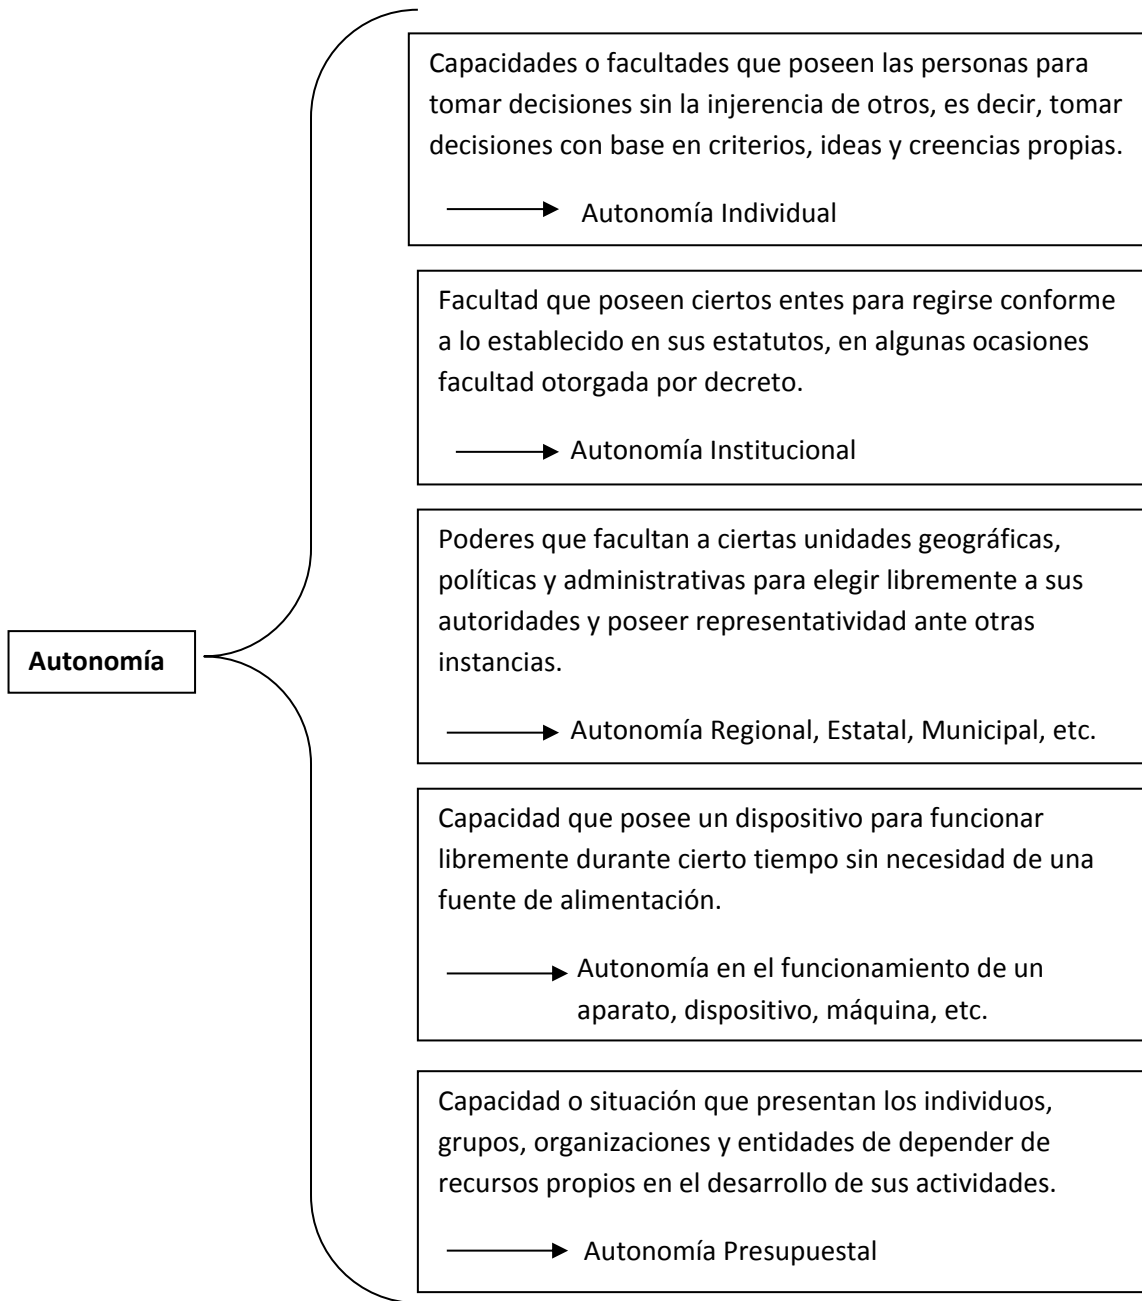 Capacidades o facultades que poseen las personas para
tomar decisiones sin la injerencia de otros, es decir, tomar
decisiones con base en criterios, ideas y creencias propias.
Autonomía Individual
Facultad que poseen ciertos entes para regirse conforme
a lo establecido en sus estatutos, en algunas ocasiones
facultad otorgada por decreto.
Autonomía Institucional
Poderes que facultan a ciertas unidades geográficas,
políticas y administrativas para elegir libremente a sus
autoridades y poseer representatividad ante otras
instancias.
Autonomía Regional, Estatal, Municipal, etc.
Autonomía
Capacidad que posee un dispositivo para funcionar
libremente durante cierto tiempo sin necesidad de una
fuente de alimentación.
Autonomía en el funcionamiento de un
aparato, dispositivo, máquina, etc.
Capacidad o situación que presentan los individuos,
grupos, organizaciones y entidades de depender de
recursos propios en el desarrollo de sus actividades.
Autonomía Presupuestal